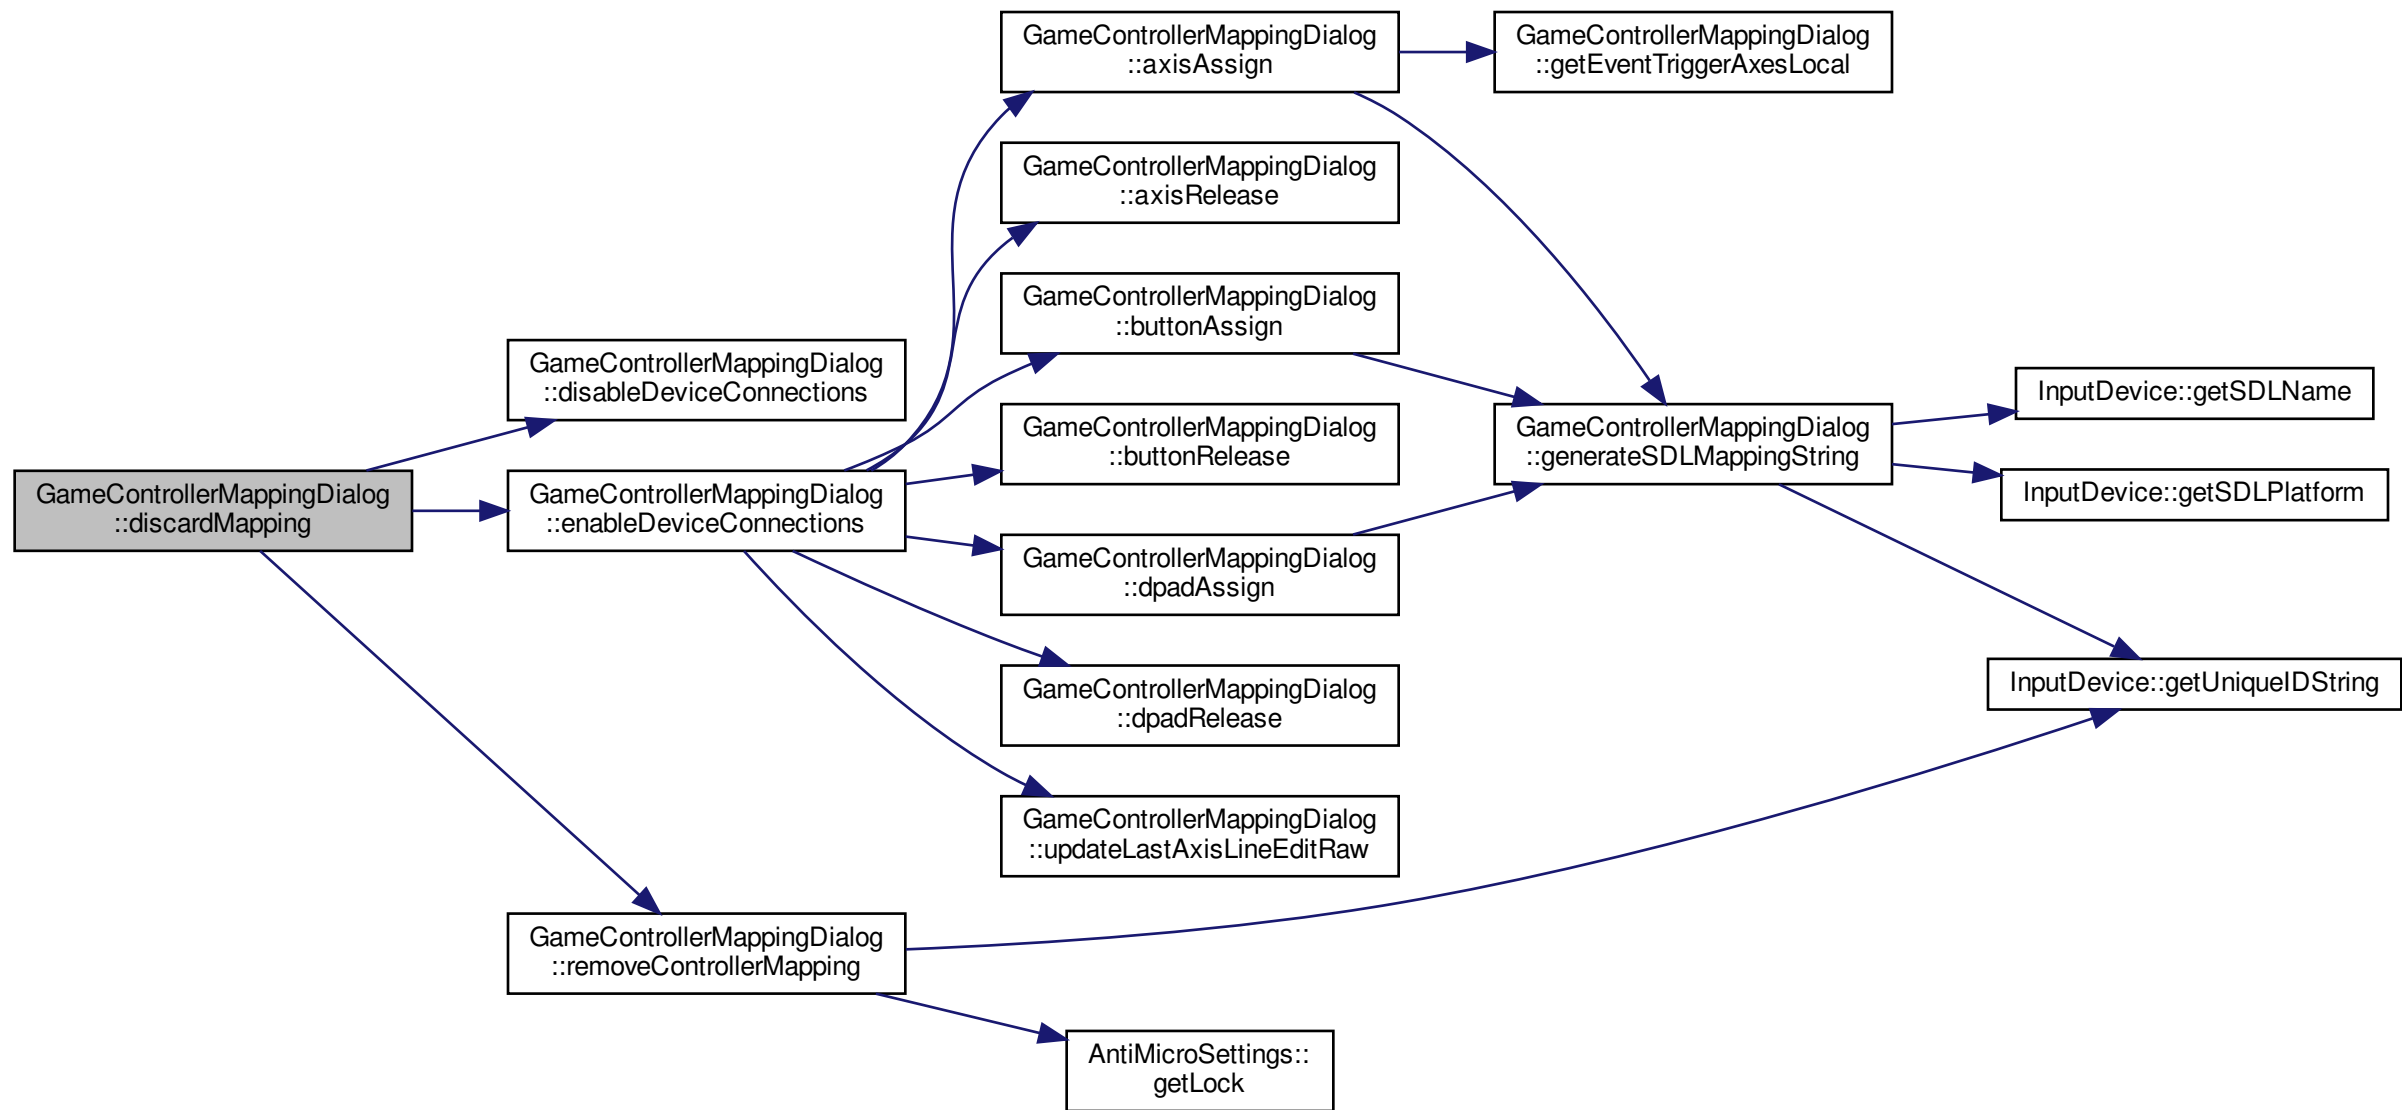 GameControllerMappingDialog
::discardMapping
GameControllerMappingDialog
::disableDeviceConnections
GameControllerMappingDialog
::enableDeviceConnections
GameControllerMappingDialog
::removeControllerMapping
GameControllerMappingDialog
::axisAssign
GameControllerMappingDialog
::axisRelease
GameControllerMappingDialog
::buttonAssign
GameControllerMappingDialog
::buttonRelease
GameControllerMappingDialog
::dpadAssign
GameControllerMappingDialog
::dpadRelease
GameControllerMappingDialog
::updateLastAxisLineEditRaw
AntiMicroSettings::
getLock
GameControllerMappingDialog
::getEventTriggerAxesLocal
GameControllerMappingDialog
::generateSDLMappingString
InputDevice::getSDLName
InputDevice::getSDLPlatform
InputDevice::getUniqueIDString